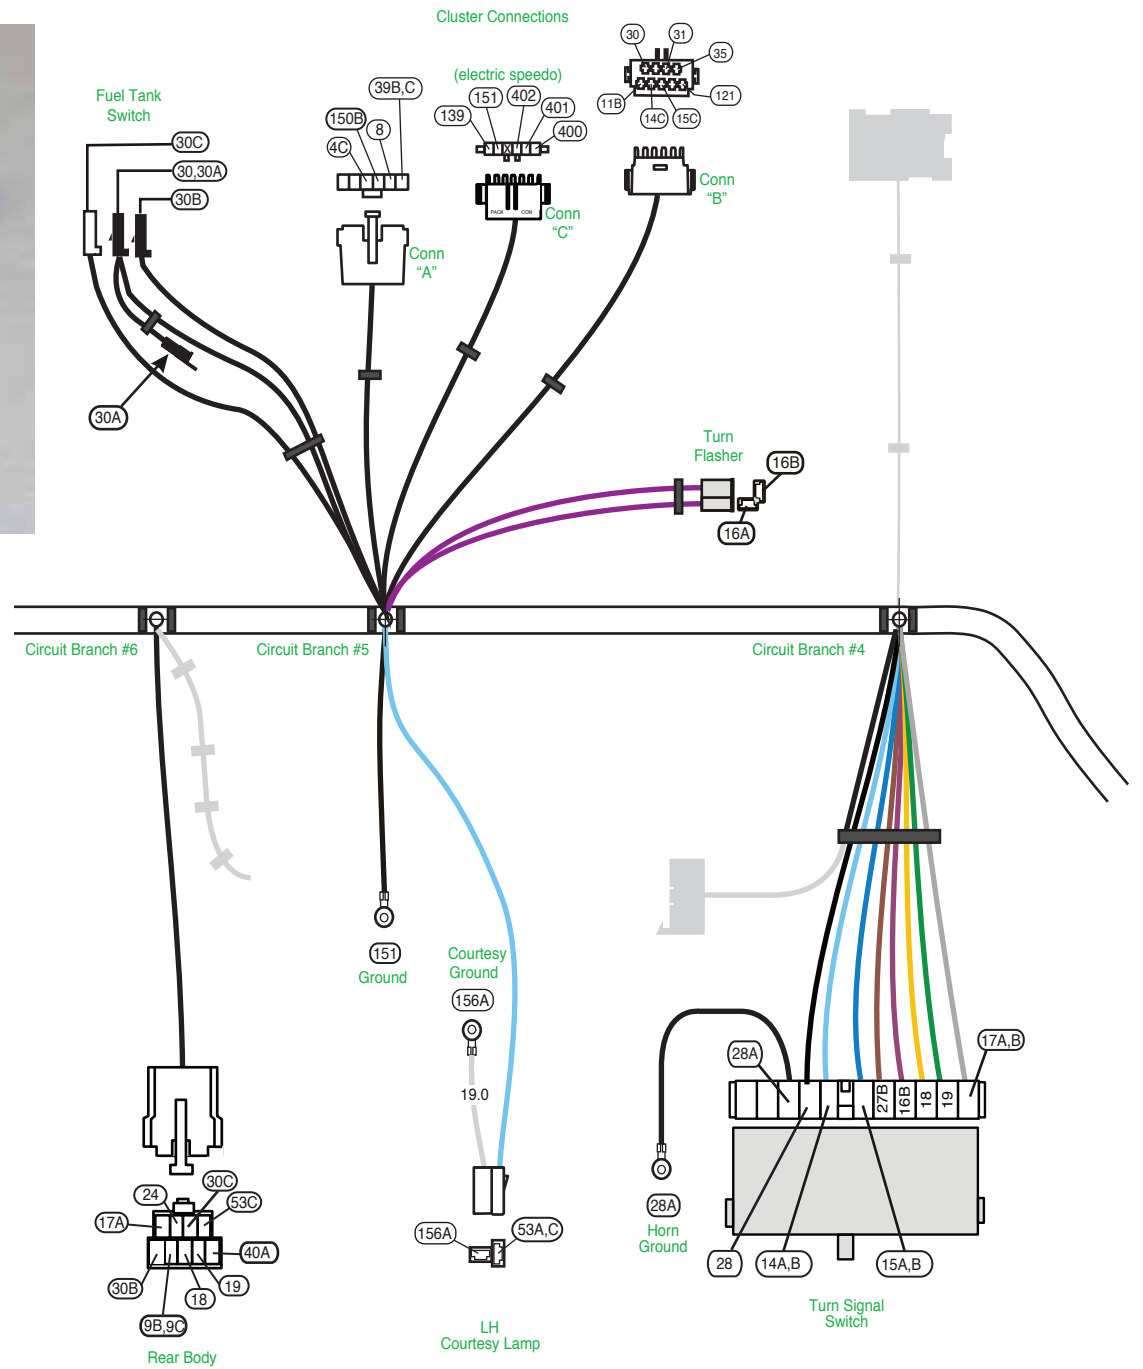 Cluster Connections
30
31
35
(electric speedo)
11B
14C
15C
121
Fuel Tank
Switch
39B,C
150B
8
4C
139
151
402
401
400
X
30C
30,30A
30B
PACK
CON
Conn
"A"
Conn
"C"
Conn
"B"
30A
Turn
Flasher
16B
16A
Circuit Branch #6
Circuit Branch #5
Circuit Branch #4
151
Ground
Courtesy
Ground
156A
19.0
28A
17A,B
27B
16B
18
19
24
30C
53C
17A
40A
30B
19
18
9B,9C
Rear Body
156A
53A,C
LH
Courtesy Lamp
28A
Horn
Ground
28
14A,B
15A,B
Turn Signal
Switch